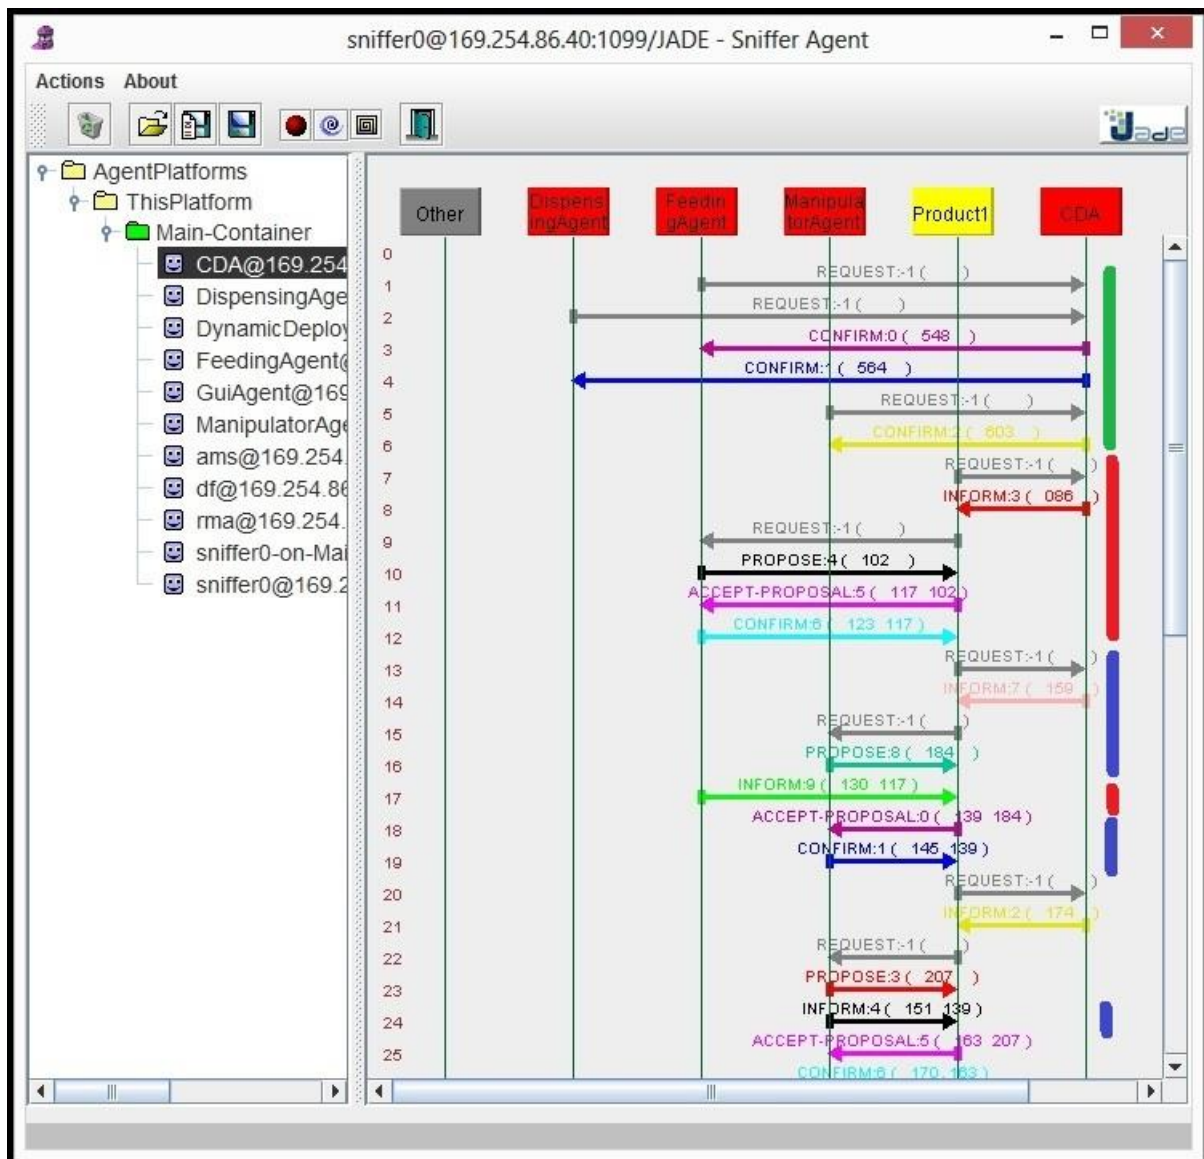 sniffer0@169.254.86.40:1099/JADE - Sniffer Agent
Actions About
Jade
AgentPlatforms
ThisPlatform
Main-Container
CDA@169.254
DispensingAge
DynamicDeploy
FeedingAgent@
GuiAgent@169
ManipulatorAge
ams@169.254.
df@169.254.86
rma@169.254.
sniffer0-on-Mai
sniffer0@169.2
Other
Dispens
ingAgent
Feedin
gAgent
Manipula
torAgent
Product1
CDA
0
REQUEST:-1 ( )
1
REQUEST:-1 ( )
2
CONFIRM:0 ( 548 )
3
CONFIRM:1 ( 564 )
4
REQUEST:-1 ( )
5
CONFIRM:2 ( 603 )
6
REQUEST:-1 ( )
7
INFORM:3 ( 086 )
8
REQUEST:-1 ( )
9
PROPOSE:4 ( 102 )
10
ACCEPT-PROPOSAL:5 ( 117 102 )
11
CONFIRM:6 ( 123 117 )
12
REQUEST:-1 ( )
13
INFORM:7 ( 159 )
14
REQUEST:-1 ( )
15
PROPOSE:8 ( 184 )
16
INFORM:9 ( 130 117 )
17
ACCEPT-PROPOSAL:0 ( 139 184 )
18
CONFIRM:1 ( 145 139 )
19
REQUEST:-1 ( )
20
INFORM:2 ( 174 )
21
REQUEST:-1 ( )
22
PROPOSE:3 ( 207 )
23
INFORM:4 ( 151 139 )
24
ACCEPT-PROPOSAL:5 ( 163 207 )
25
CONFIRM:6 ( 170 163 )